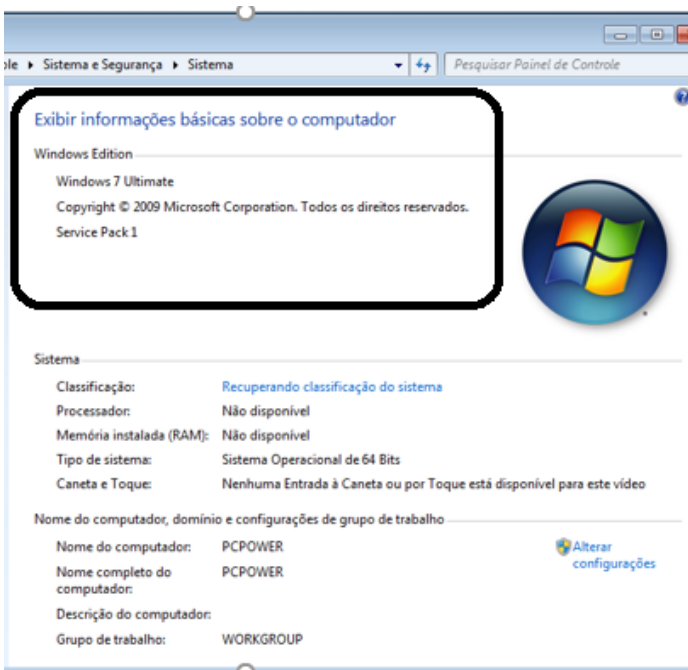 ole ▸ Sistema e Segurança ▸ Sistema
Pesquisar Painel de Controle
Exibir informações básicas sobre o computador
Windows Edition
Windows 7 Ultimate
Copyright © 2009 Microsoft Corporation. Todos os direitos reservados.
Service Pack 1
Sistema
Classificação: Recuperando classificação do sistema
Processador: Não disponível
Memória instalada (RAM): Não disponível
Tipo de sistema: Sistema Operacional de 64 Bits
Caneta e Toque: Nenhuma Entrada à Caneta ou por Toque está disponível para este vídeo
Nome do computador, domínio e configurações de grupo de trabalho
Nome do computador: PCPOWER
Alterar
configurações
Nome completo do
computador: PCPOWER
Descrição do computador:
Grupo de trabalho: WORKGROUP